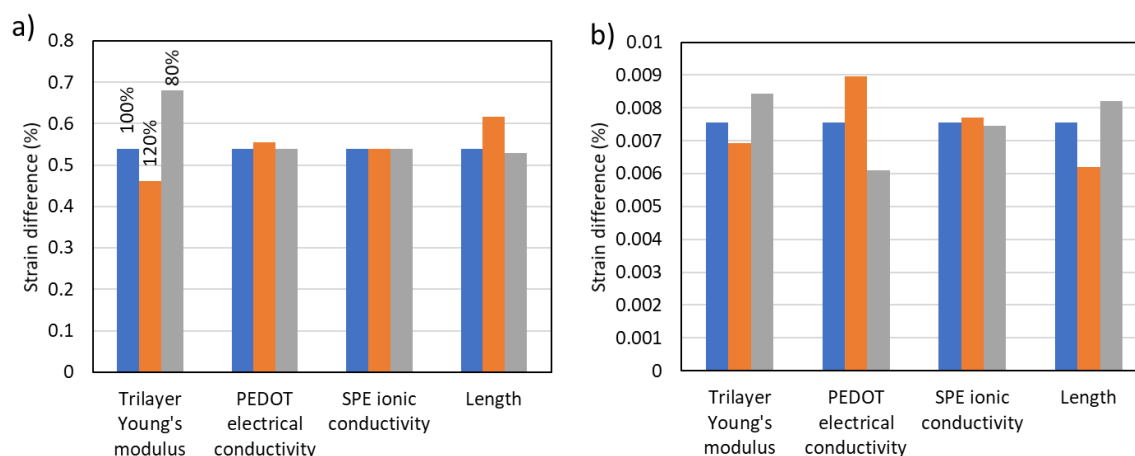 a)
0.8
0.7
0.6
0.5
0.4
0.3
0.2
0.1
0
Strain difference (%)
100%
120%
80%
Trilayer
Young's
modulus
PEDOT
electrical
conductivity
SPE ionic
conductivity
Length
b)
0.01
0.009
0.008
0.007
0.006
0.005
0.004
0.003
0.002
0.001
0
Strain difference (%)
Trilayer
Young's
modulus
PEDOT
electrical
conductivity
SPE ionic
conductivity
Length